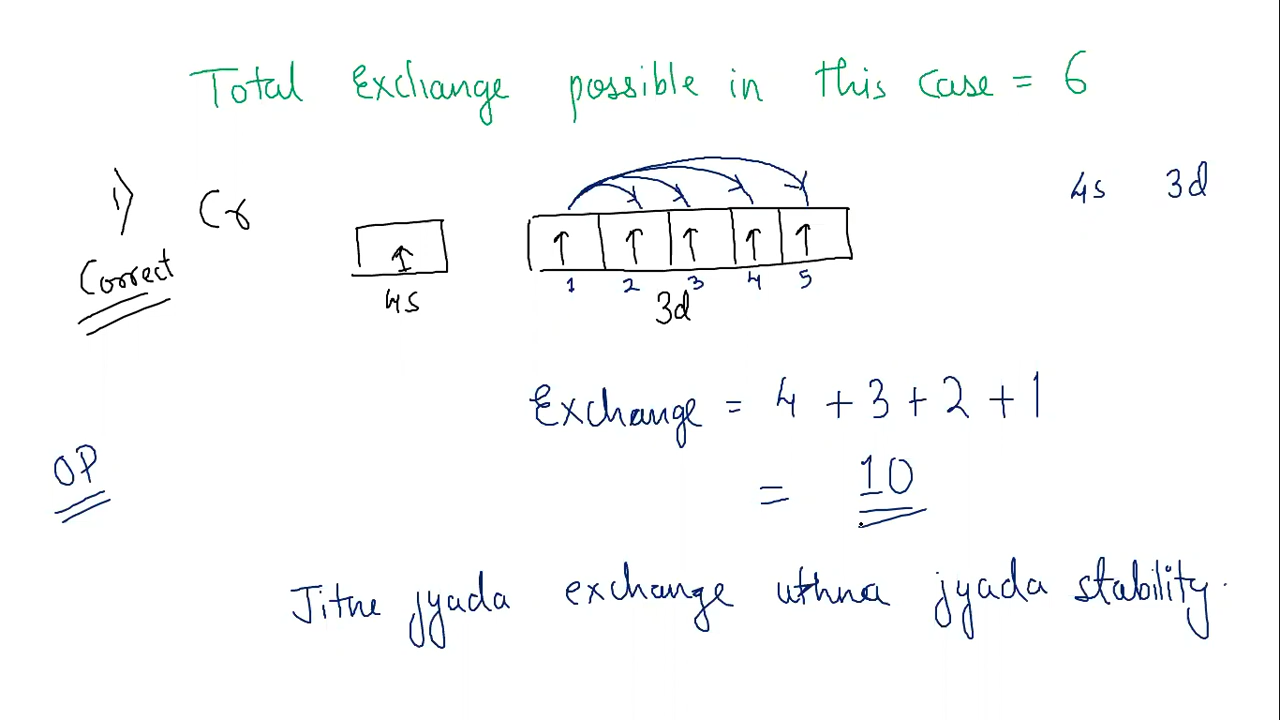 Total Exchange possible in this case = 6
1) Cr
4s 3d
Correct
↑ ↑ ↑ ↑ ↑ ↑
1 2 3 4 5
4s 3d
Exchange = 4 + 3 + 2 + 1
= 10
OP
Jitne jyada exchange uthna jyada stability.